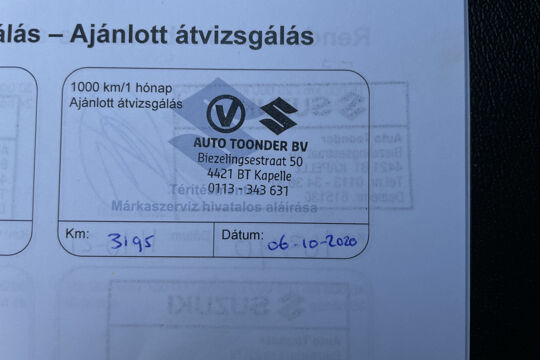 álás – Ajánlott átvizsgálás
1000 km/1 hónap
Ajánlott átvizsgálás
AUTO TOONDER BV
Biezelingsestraat 50
4421 BT Kapelle
0113 - 343 631
Márkaszerviz hivatalos aláírása
Km: 3195
Dátum: 06-10-2020